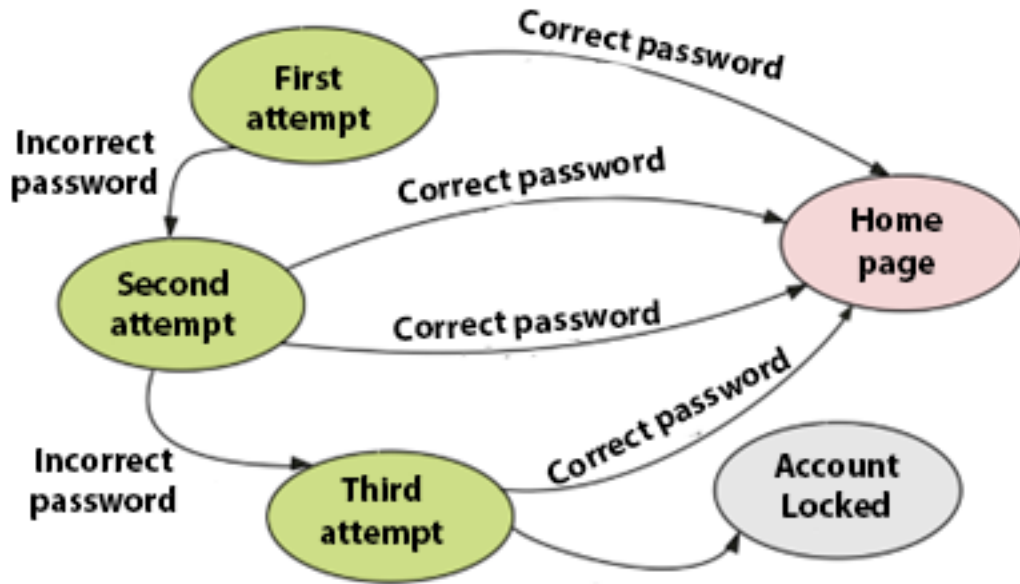 Correct password
First
attempt
Incorrect
password
Correct password
Home
page
Second
attempt
Correct password
Correct password
Incorrect
password
Third
attempt
Account
Locked